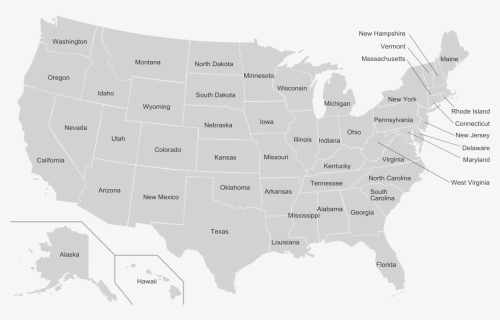 New Hampshire
Vermont
Massachusetts
Washington
Montana
North Dakota
Minnesota
Maine
Oregon
Idaho
Wyoming
South Dakota
Wisconsin
Michigan
New York
Rhode Island
Connecticut
New Jersey
Delaware
Maryland
West Virginia
Pennsylvania
Nevada
Utah
Colorado
Nebraska
Iowa
Illinois
Indiana
Ohio
California
Kansas
Missouri
Kentucky
Virginia
Arizona
New Mexico
Oklahoma
Arkansas
Tennessee
North Carolina
South
Carolina
Texas
Louisiana
Mississippi
Alabama
Georgia
Florida
Alaska
Hawaii